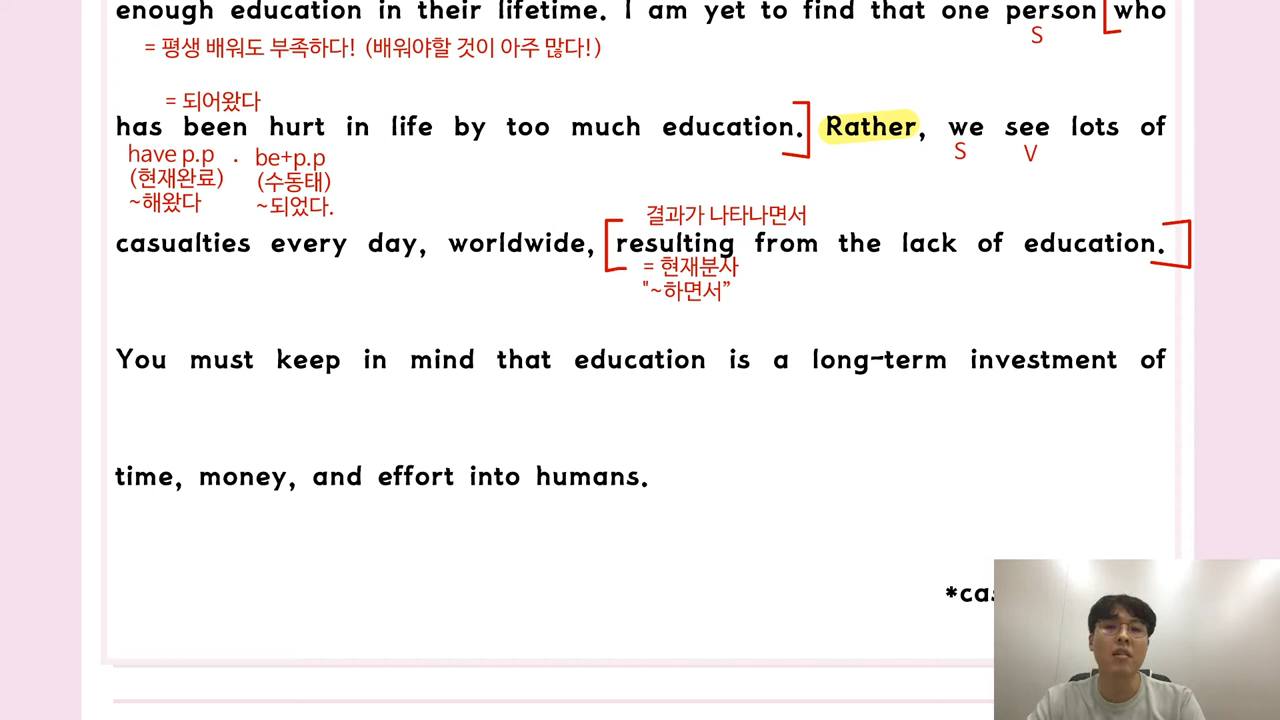 enough education in their lifetime. I am yet to find that one person [who
S
= 평생 배워도 부족하다! (배워야할 것이 아주 많다!)
= 되어왔다
has been hurt in life by too much education.] Rather, we see lots of
have p.p . be+p.p S V
(현재완료) (수동태)
~해왔다 ~되었다.
결과가 나타나면서
casualties every day, worldwide, [resulting from the lack of education.]
= 현재분사
"~하면서”
You must keep in mind that education is a long-term investment of
time, money, and effort into humans.